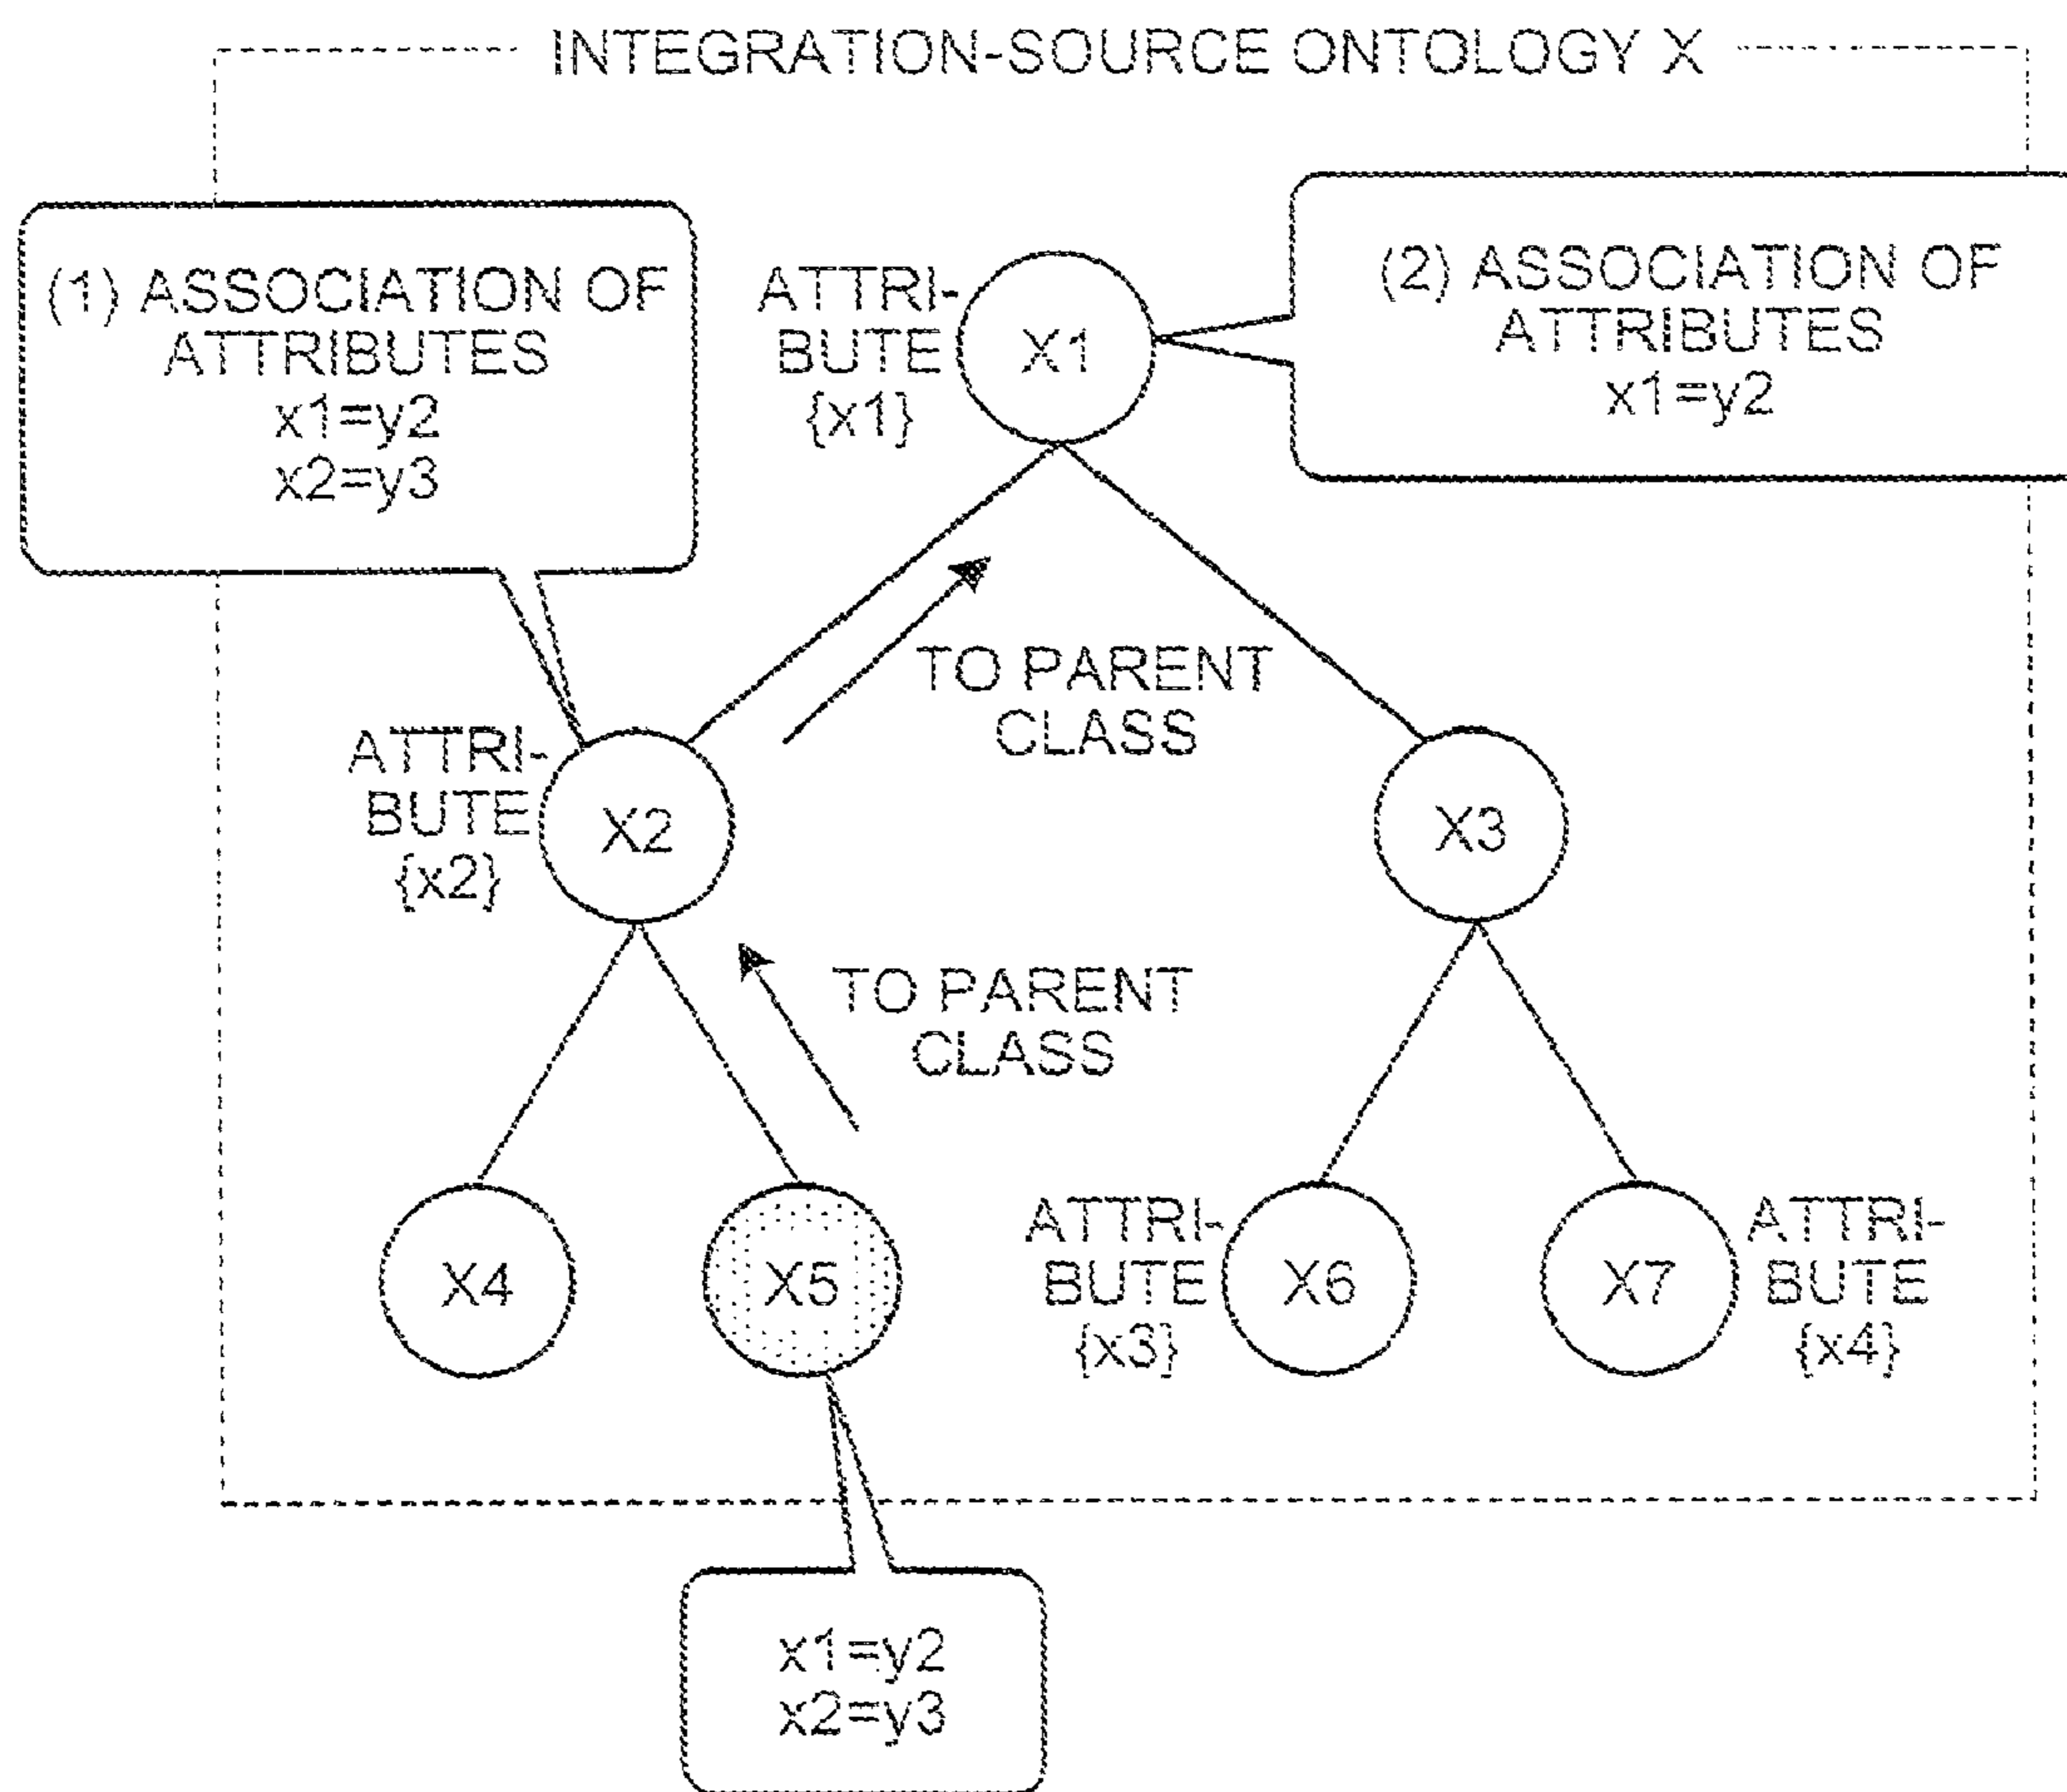 INTEGRATION-SOURCE ONTOLOGY X
(1) ASSOCIATION OF
ATTRIBUTES
x1=y2
x2=y3
ATTRI-
BUTE
{x1}
X1
(2) ASSOCIATION OF
ATTRIBUTES
x1=y2
TO PARENT
CLASS
ATTRI-
BUTE
{x2}
X2
X3
TO PARENT
CLASS
X4
X5
ATTRI-
BUTE
{x3}
X6
X7
ATTRI-
BUTE
{x4}
x1=y2
x2=y3